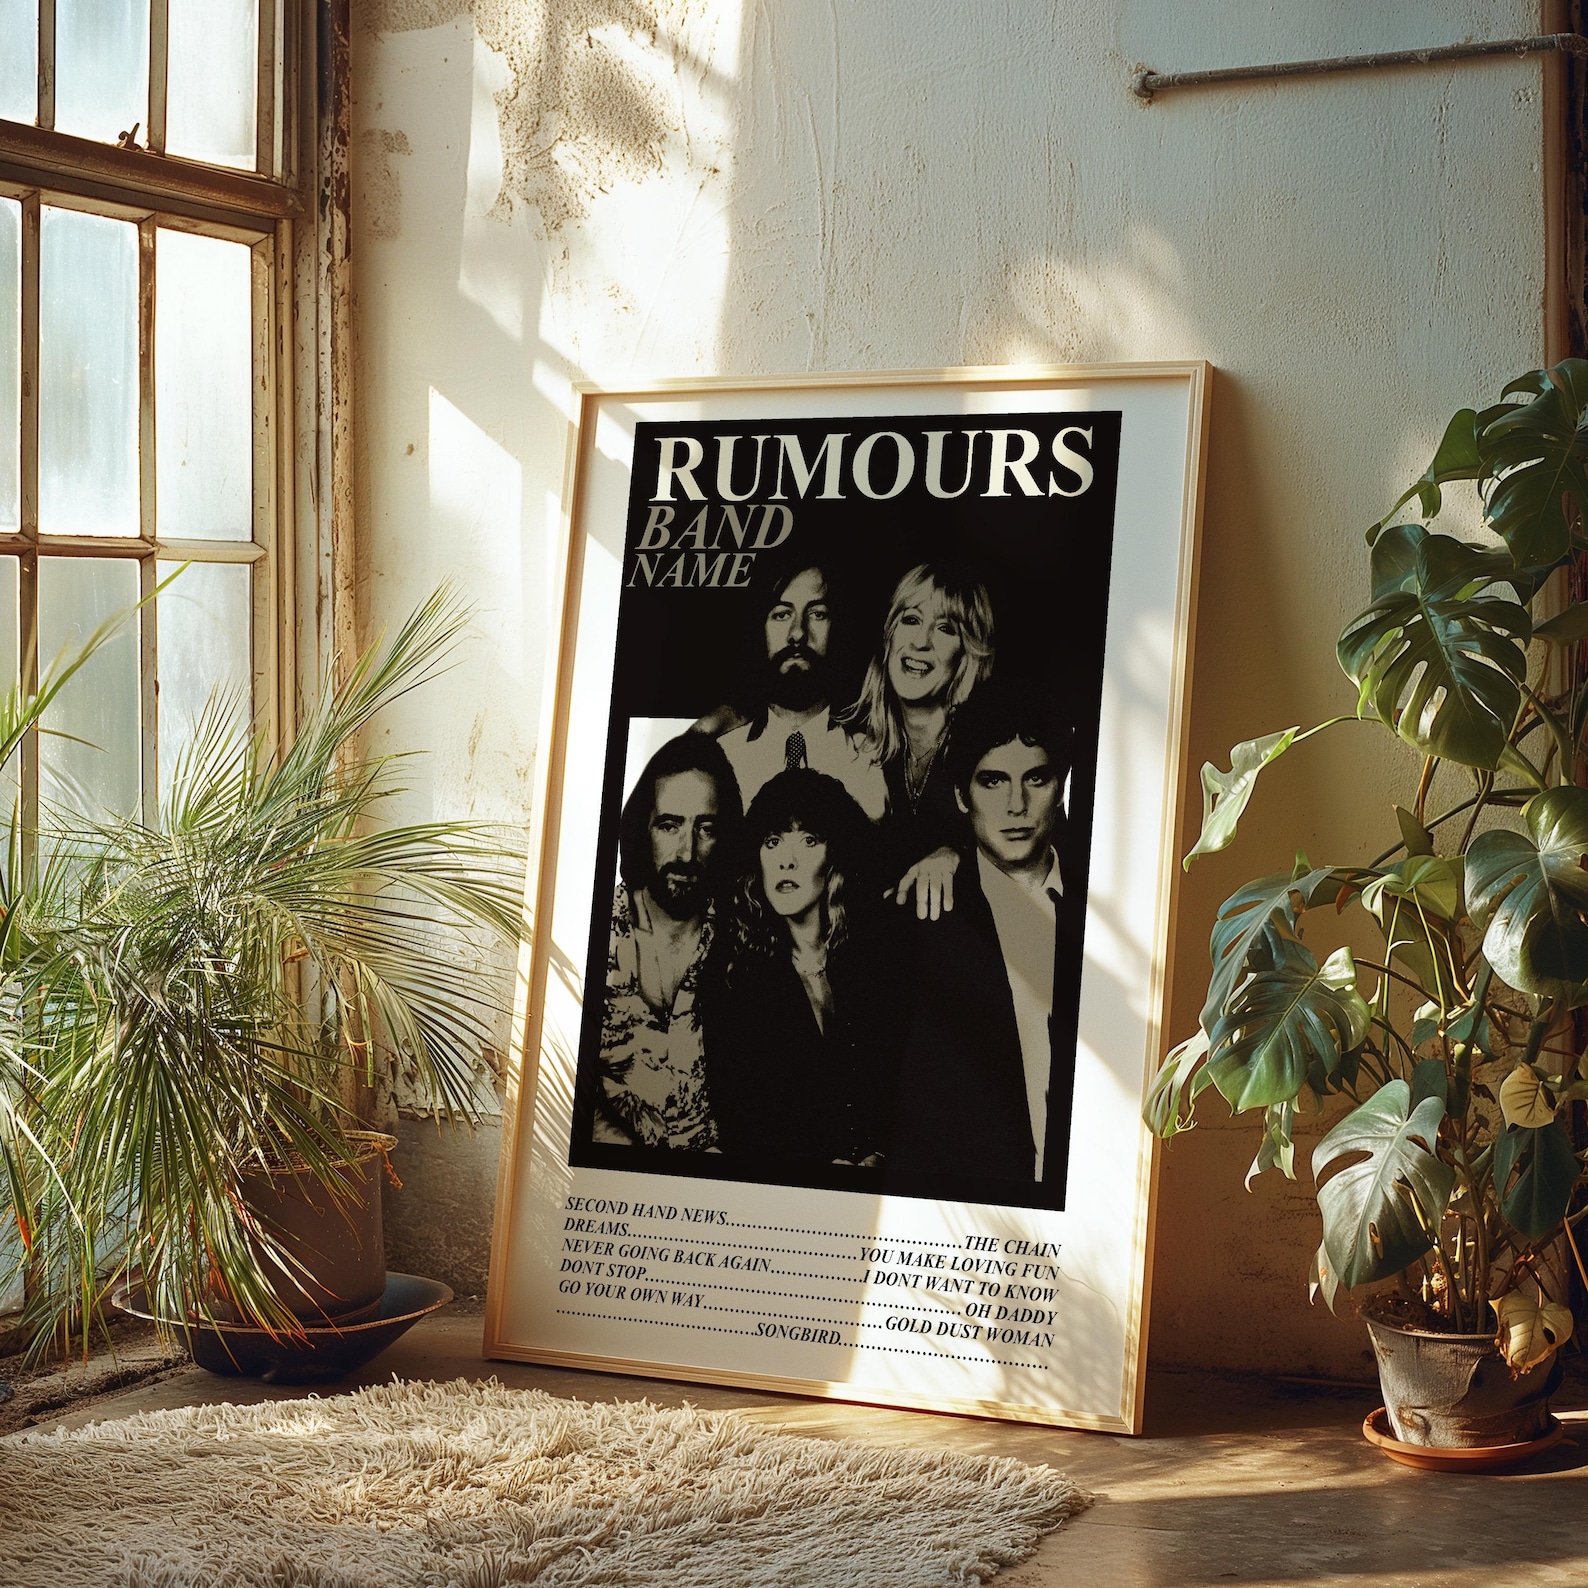 RUMOURS
BAND
NAME
SECOND HAND NEWS..........THE CHAIN
DREAMS..........YOU MAKE LOVING FUN
NEVER GOING BACK AGAIN..........I DONT WANT TO KNOW
DONT STOP..........OH DADDY
GO YOUR OWN WAY..........GOLD DUST WOMAN
..........SONGBIRD..........